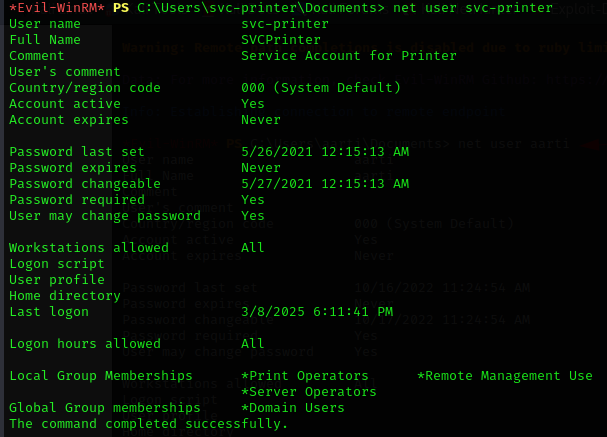 *Evil-WinRM* PS C:\Users\svc-printer\Documents> net user svc-printer
User name                    svc-printer
Full Name                    SVCPrinter
Comment                      Service Account for Printer
User's comment
Country/region code          000 (System Default)
Account active               Yes
Account expires              Never
Password last set            5/26/2021 12:15:13 AM
Password expires             Never
Password changeable          5/27/2021 12:15:13 AM
Password required            Yes
User may change password     Yes
Workstations allowed         All
Logon script
User profile
Home directory
Last logon                   3/8/2025 6:11:41 PM
Logon hours allowed          All
Local Group Memberships      *Print Operators      *Remote Management Use
                             *Server Operators
Global Group memberships     *Domain Users
The command completed successfully.